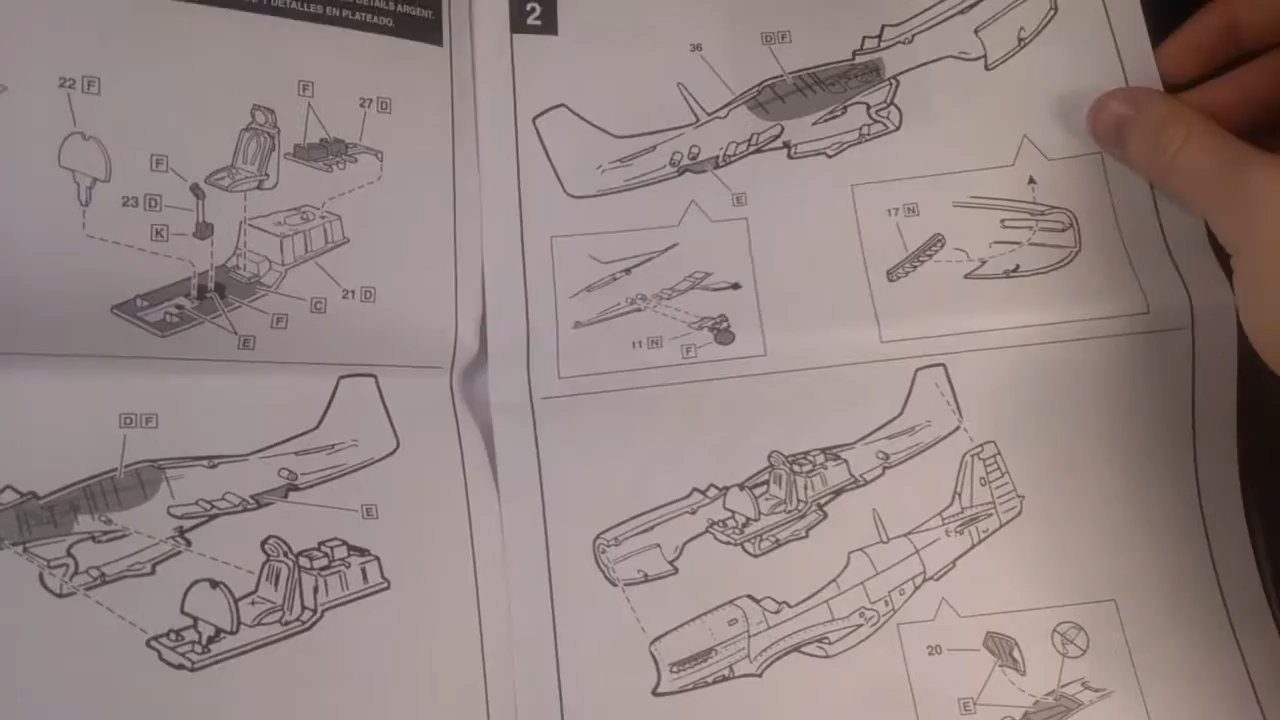 DETAILS ARGENT.
Y DETALLES EN PLATEADO.
22 F
F
27 D
F
23 D
K
21 D
C
F
E
D F
E
2
36
D F
E
17 N
11 N
F
20
E